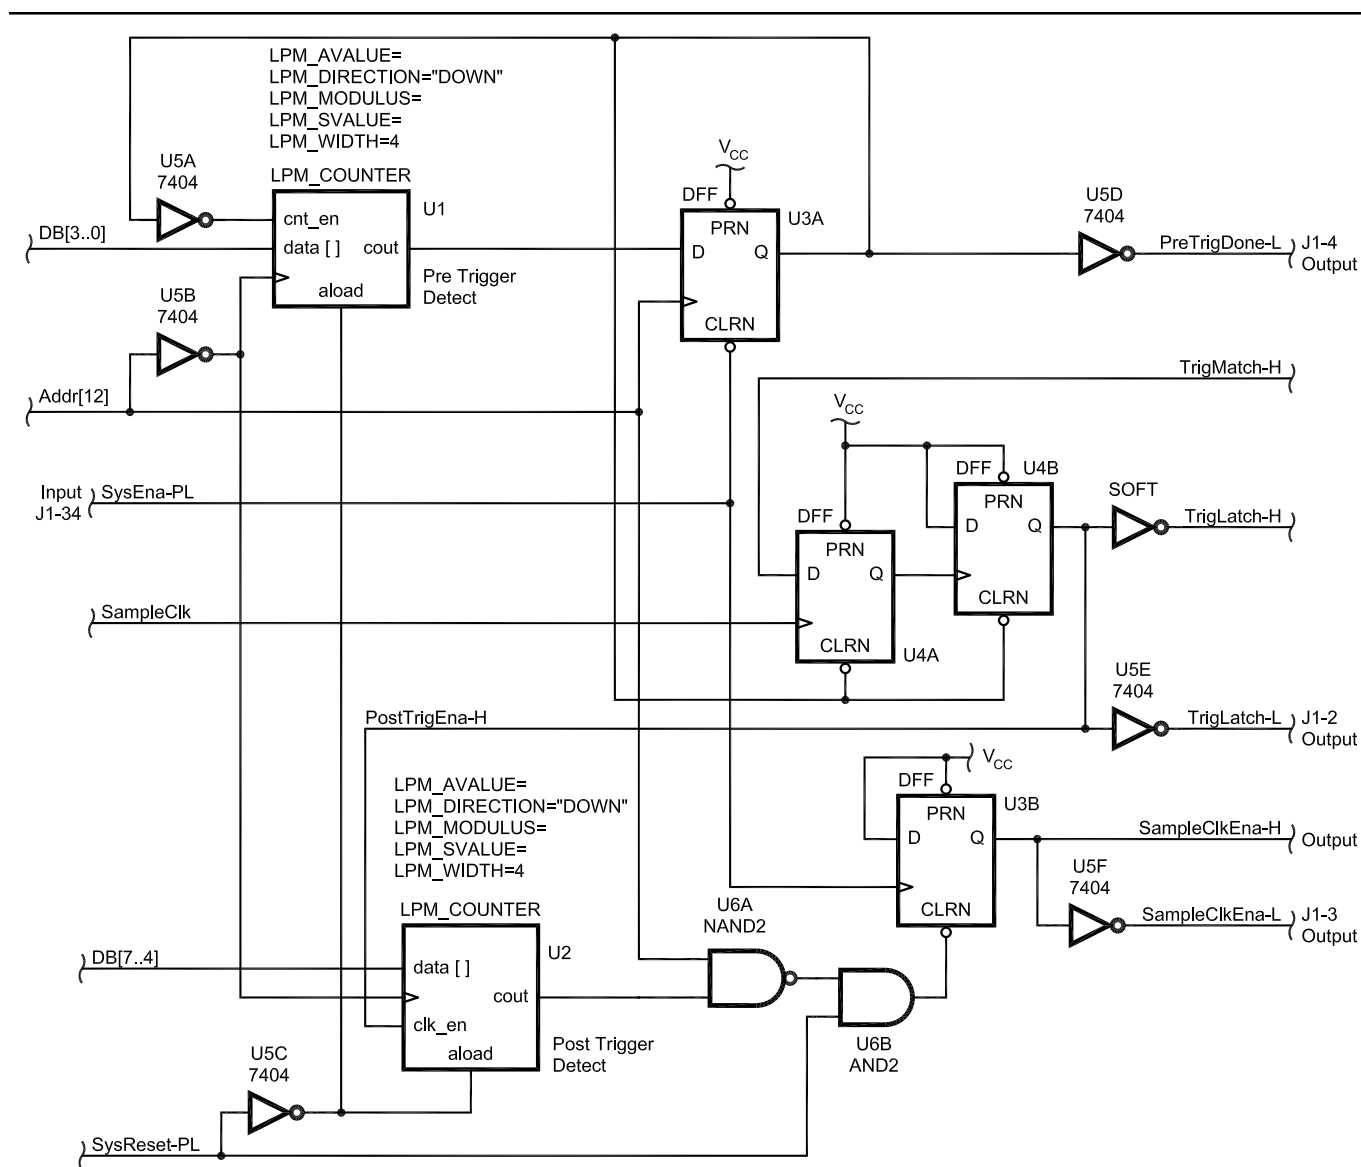 LPM_AVALUE=
LPM_DIRECTION="DOWN"
LPM_MODULUS=
LPM_SVALUE=
LPM_WIDTH=4
U5A
7404
LPM_COUNTER
U1
cnt_en
data [ ]
cout
aload
Pre Trigger
Detect
DB[3..0]
U5B
7404
Addr[12]
VCC
DFF
U3A
PRN
D
Q
CLRN
U5D
7404
PreTrigDone-L
J1-4
Output
TrigMatch-H
VCC
Input
J1-34
SysEna-PL
DFF
U4B
PRN
D
Q
CLRN
SOFT
TrigLatch-H
DFF
PRN
D
Q
CLRN
U4A
SampleClk
U5E
7404
PostTrigEna-H
TrigLatch-L
J1-2
Output
VCC
DFF
U3B
PRN
D
Q
CLRN
SampleClkEna-H
Output
U5F
7404
SampleClkEna-L
J1-3
Output
LPM_AVALUE=
LPM_DIRECTION="DOWN"
LPM_MODULUS=
LPM_SVALUE=
LPM_WIDTH=4
LPM_COUNTER
U2
data [ ]
cout
clk_en
aload
Post Trigger
Detect
DB[7..4]
U6A
NAND2
U6B
AND2
U5C
7404
SysReset-PL